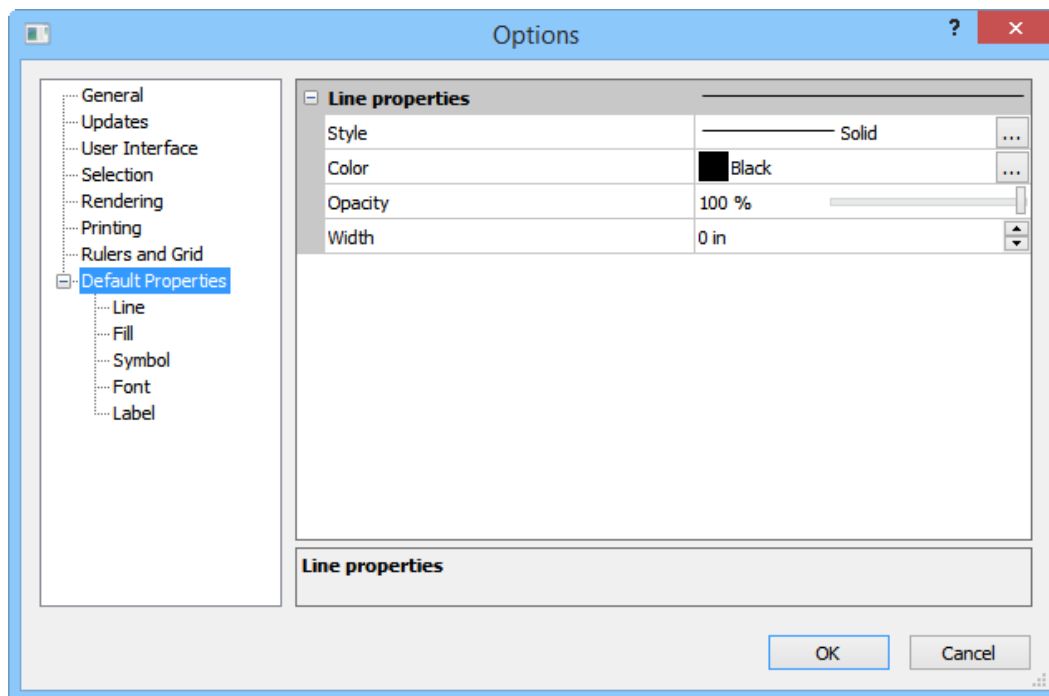 Options
?
General
Updates
User Interface
Selection
Rendering
Printing
Rulers and Grid
Default Properties
Line
Fill
Symbol
Font
Label
Line properties
Style Solid ...
Color Black ...
Opacity 100 %
Width 0 in
Line properties
OK Cancel